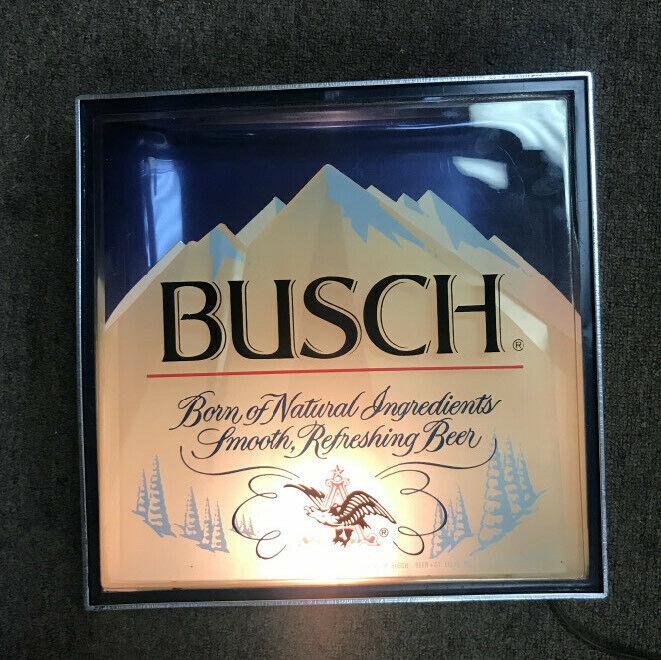 BUSCH®
Born of Natural Ingredients
Smooth, Refreshing Beer
®